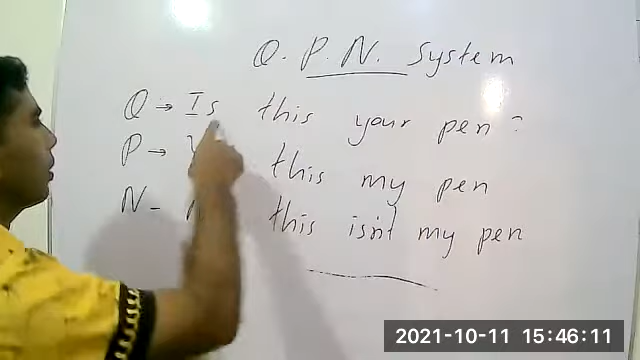 Q. P. N. System
Q → Is this your pen?
P → this my pen
N - this isn't my pen
2021-10-11 15:46:11